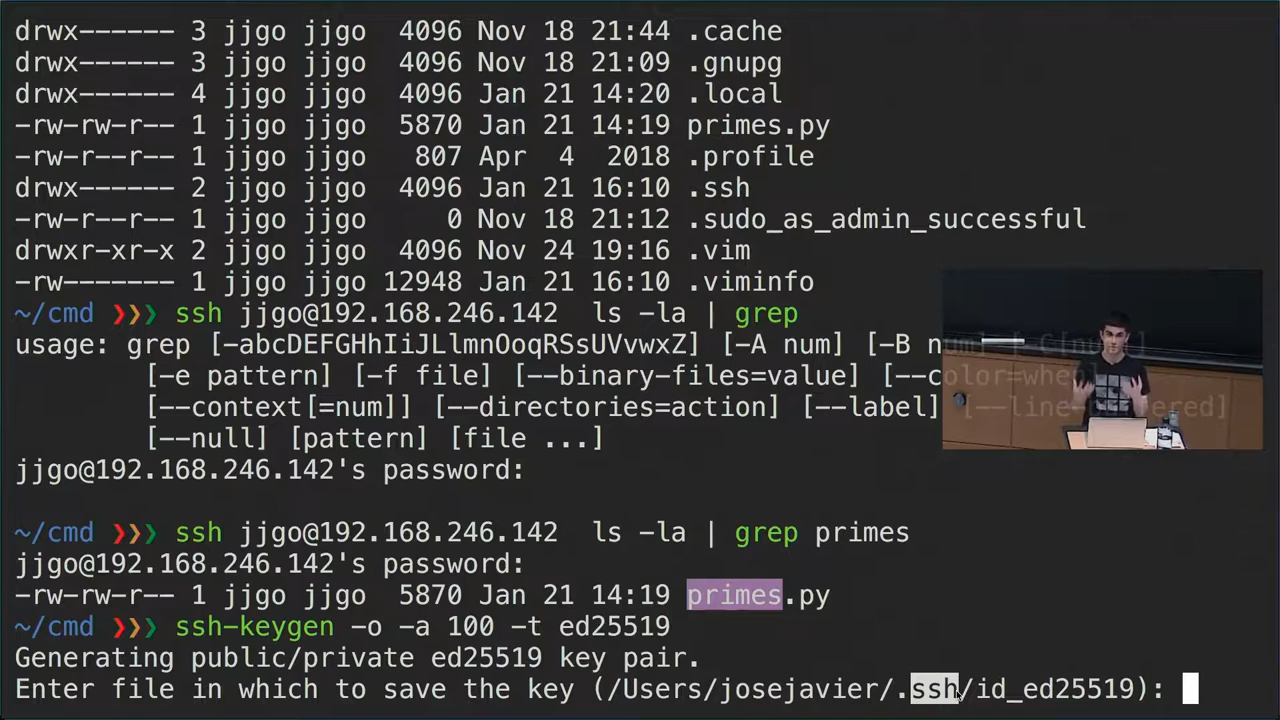 drwx------ 3 jjgo jjgo  4096 Nov 18 21:44 .cache
drwx------ 3 jjgo jjgo  4096 Nov 18 21:09 .gnupg
drwx------ 4 jjgo jjgo  4096 Jan 21 14:20 .local
-rw-rw-r-- 1 jjgo jjgo  5870 Jan 21 14:19 primes.py
-rw-r--r-- 1 jjgo jjgo   807 Apr  4  2018 .profile
drwx------ 2 jjgo jjgo  4096 Jan 21 16:10 .ssh
-rw-r--r-- 1 jjgo jjgo     0 Nov 18 21:12 .sudo_as_admin_successful
drwxr-xr-x 2 jjgo jjgo  4096 Nov 24 19:16 .vim
-rw------- 1 jjgo jjgo 12948 Jan 21 16:10 .viminfo
~/cmd ❯❯❯ ssh jjgo@192.168.246.142  ls -la | grep
usage: grep [-abcDEFGHhIiJLlmnOoqRSsUVvwxZ] [-A num] [-B num] [-C[num]]
[-e pattern] [-f file] [--binary-files=value] [--color=when]
[--context[=num]] [--directories=action] [--label] [--line-buffered]
[--null] [pattern] [file ...]
jjgo@192.168.246.142's password:
~/cmd ❯❯❯ ssh jjgo@192.168.246.142  ls -la | grep primes
jjgo@192.168.246.142's password:
-rw-rw-r-- 1 jjgo jjgo  5870 Jan 21 14:19 primes.py
~/cmd ❯❯❯ ssh-keygen -o -a 100 -t ed25519
Generating public/private ed25519 key pair.
Enter file in which to save the key (/Users/josejavier/.ssh/id_ed25519):